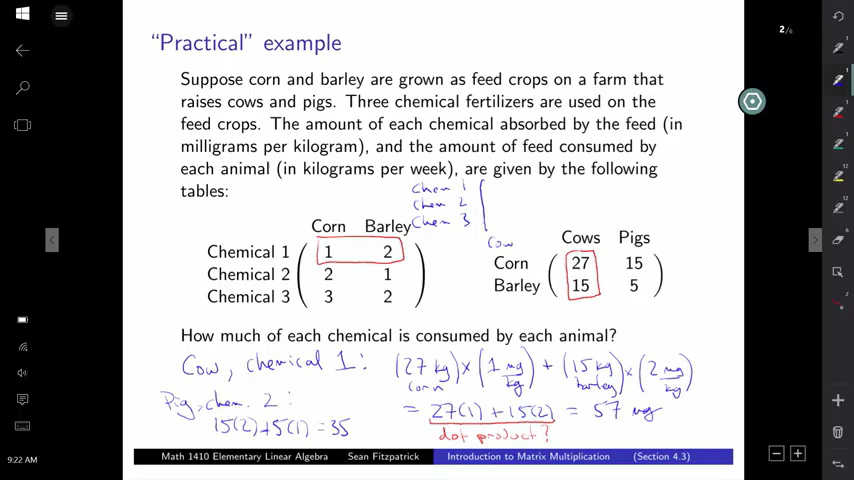 "Practical" example
2/6
Suppose corn and barley are grown as feed crops on a farm that
raises cows and pigs. Three chemical fertilizers are used on the
feed crops. The amount of each chemical absorbed by the feed (in
milligrams per kilogram), and the amount of feed consumed by
each animal (in kilograms per week), are given by the following
tables:
Chem 1
Chem 2
Chem 3
Cow
Corn Barley
Chemical 1 1 2
Chemical 2 2 1
Chemical 3 3 2
Cows Pigs
Corn 27 15
Barley 15 5
How much of each chemical is consumed by each animal?
Cow, chemical 1: (27 kg) × (1 mg/kg) + (15 kg) × (2 mg/kg)
corn barley
= 27(1) + 15(2) = 57 mg
dot product?
Pig, chem. 2:
15(2)+5(1)=35
9:22 AM
Math 1410 Elementary Linear Algebra Sean Fitzpatrick Introduction to Matrix Multiplication (Section 4.3)